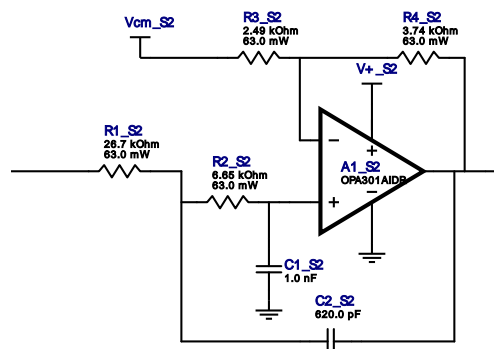 Vcm_S2
R3_S2
2.49 kOhm
63.0 mW
R4_S2
3.74 kOhm
63.0 mW
V+_S2
R1_S2
26.7 kOhm
63.0 mW
R2_S2
6.65 kOhm
63.0 mW
A1_S2
OPA301AIDR
C1_S2
1.0 nF
C2_S2
620.0 pF